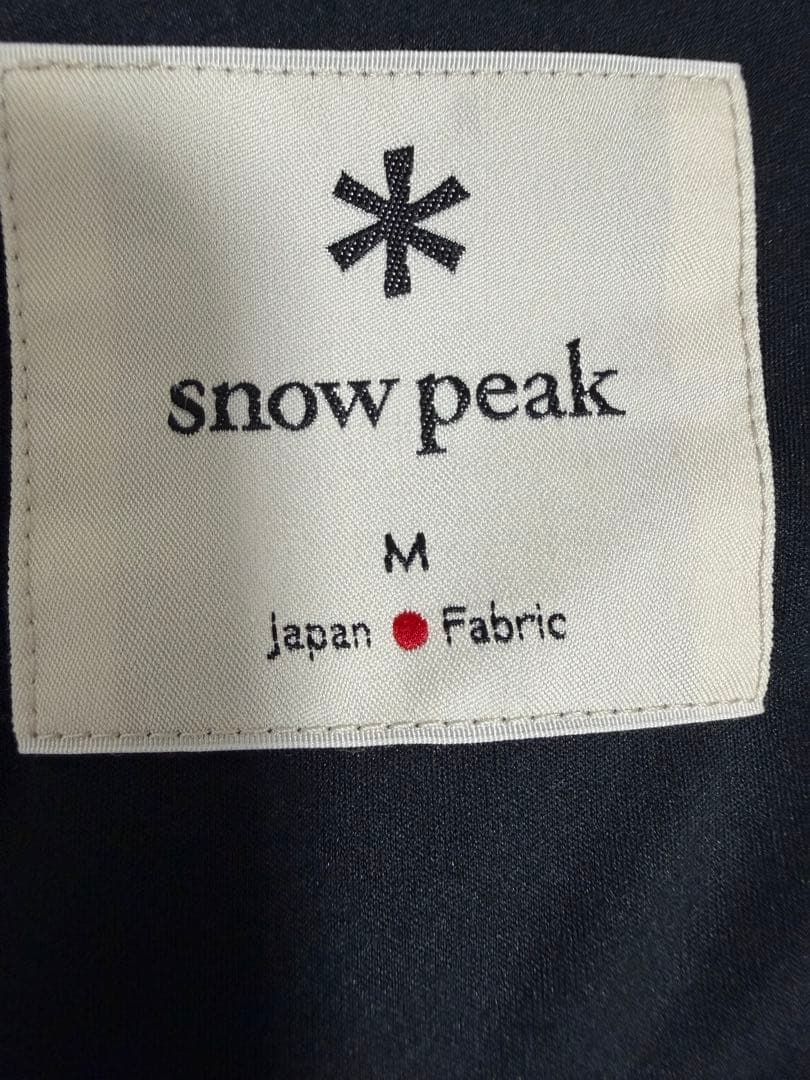 snow peak
M
Japan ● Fabric